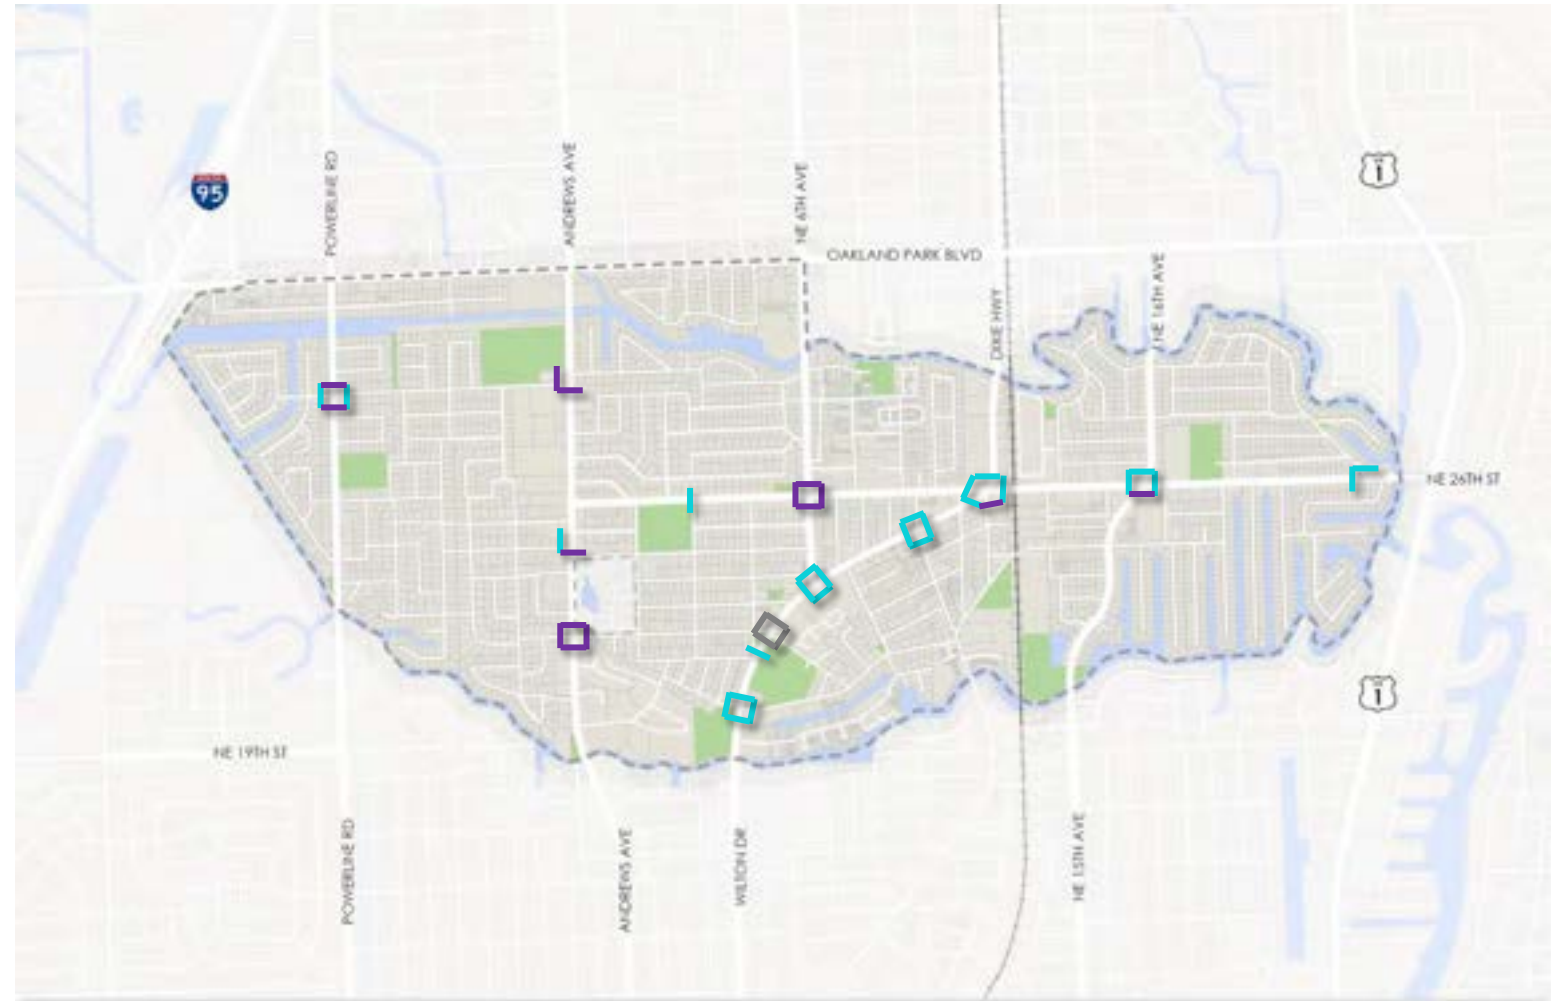 POWERLINE RD
ANDREWS AVE
NE 6TH AVE
1
95
OAKLAND PARK BLVD
NE 16TH AVE
DIXIE HWY
NE 26TH ST
1
NE 19TH ST
POWERLINE RD
ANDREWS AVE
WILTON DR
NE 15TH AVE